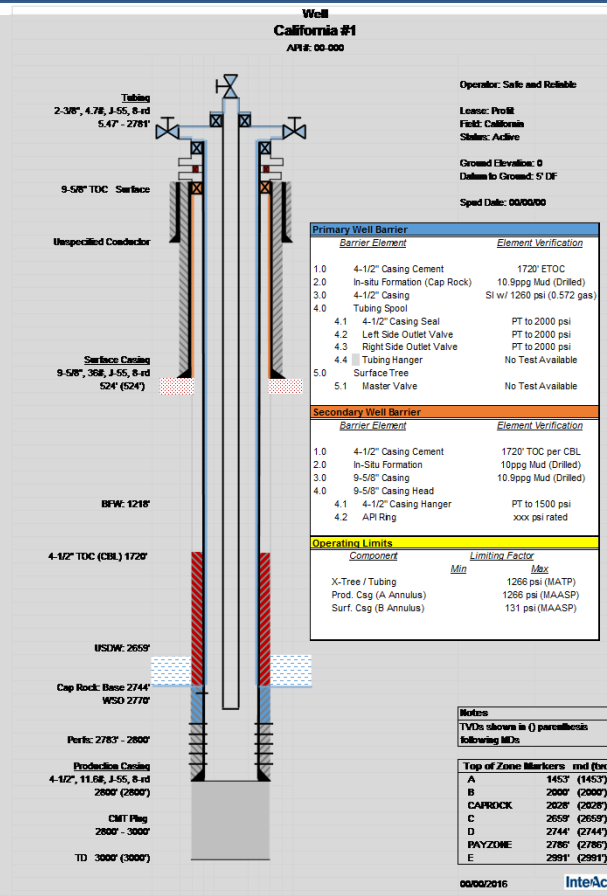 Well
California #1
API#: 00-000
Tubing
2-3/8", 4.7#, J-55, 8-rd
5.47' - 2781'
9-5/8" TOC Surface
Unspecified Conductor
Surface Casing
9-5/8", 36#, J-55, 8-rd
524' (524')
BFW: 1218'
4-1/2" TOC (CBL) 1720'
USDW: 2659'
Cap Rock: Base 2744'
WSO 2770'
Perfs: 2783' - 2800'
Production Casing
4-1/2", 11.6#, J-55, 8-rd
2800' (2800')
CMT Plug
2800' - 3000'
TD 3000' (3000')
Operator: Safe and Reliable
Lease: Profit
Field: California
Status: Active
Ground Elevation: 0
Datum to Ground: 5' DF
Spud Date: 00/00/00
Primary Well Barrier
Barrier Element Element Verification
1.0 4-1/2" Casing Cement 1720' ETOC
2.0 In-situ Formation (Cap Rock) 10.9ppg Mud (Drilled)
3.0 4-1/2" Casing SI w/ 1260 psi (0.572 gas)
4.0 Tubing Spool
4.1 4-1/2" Casing Seal PT to 2000 psi
4.2 Left Side Outlet Valve PT to 2000 psi
4.3 Right Side Outlet Valve PT to 2000 psi
4.4 Tubing Hanger No Test Available
5.0 Surface Tree
5.1 Master Valve No Test Available
Secondary Well Barrier
Barrier Element Element Verification
1.0 4-1/2" Casing Cement 1720' TOC per CBL
2.0 In-Situ Formation 10ppg Mud (Drilled)
3.0 9-5/8" Casing 10.9ppg Mud (Drilled)
4.0 9-5/8" Casing Head
4.1 4-1/2" Casing Hanger PT to 1500 psi
4.2 API Ring xxx psi rated
Operating Limits
Component Limiting Factor
Min Max
X-Tree / Tubing 1266 psi (MATP)
Prod. Csg (A Annulus) 1266 psi (MAASP)
Surf. Csg (B Annulus) 131 psi (MAASP)
Notes
TVDs shown in () parenthesis
following MDs
Top of Zone Markers md (tvd
A 1453' (1453')
B 2000' (2000')
CAPROCK 2028' (2028')
C 2659' (2659')
D 2744' (2744')
PAYZONE 2786' (2786')
E 2991' (2991')
00/00/2016 InterAc